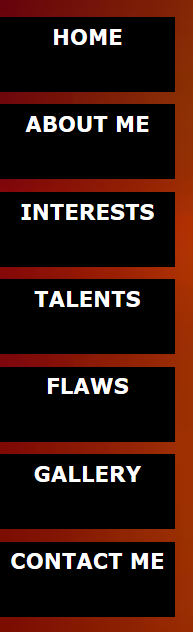 HOME
ABOUT ME
INTERESTS
TALENTS
FLAWS
GALLERY
CONTACT ME